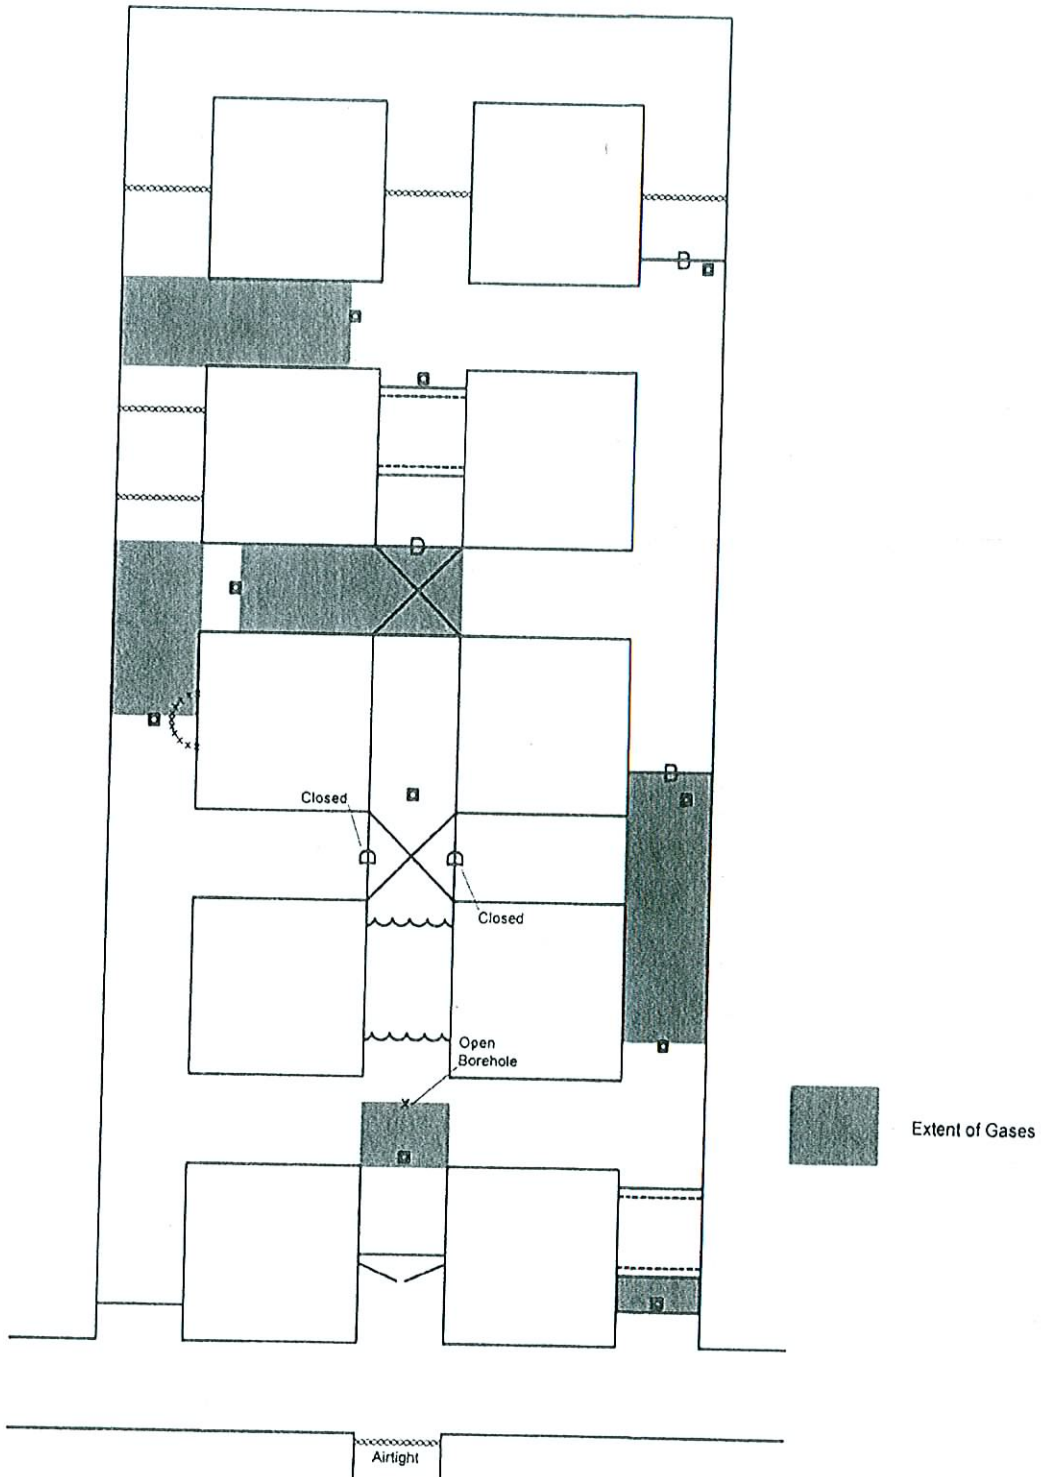 D
D
D
Closed
D
D
Closed
Open
Borehole
x
Extent of Gases
Airtight